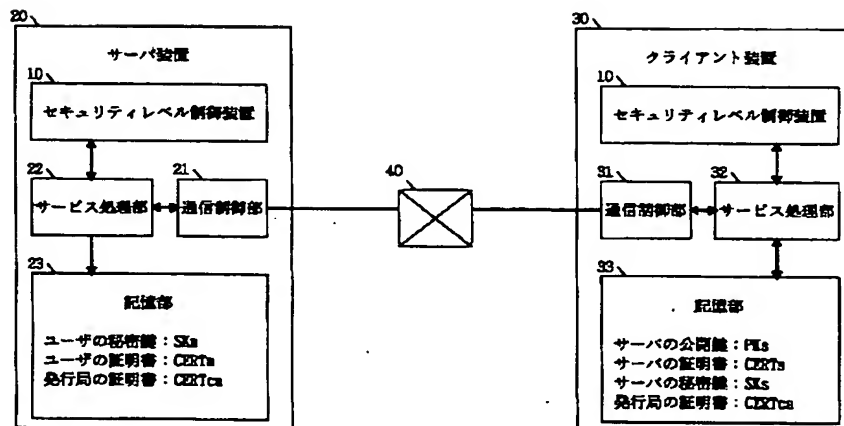 20
サーバ装置
10
セキュリティレベル制御装置
22
サービス処理部
21
通信制御部
23
記憶部
ユーザの秘密鍵：SKu
ユーザの証明書：CERTu
発行局の証明書：CERTca
40
30
クライアント装置
10
セキュリティレベル制御装置
31
通信制御部
32
サービス処理部
33
記憶部
サーバの公開鍵：PKs
サーバの証明書：CERTs
サーバの秘密鍵：SKs
発行局の証明書：CERTca